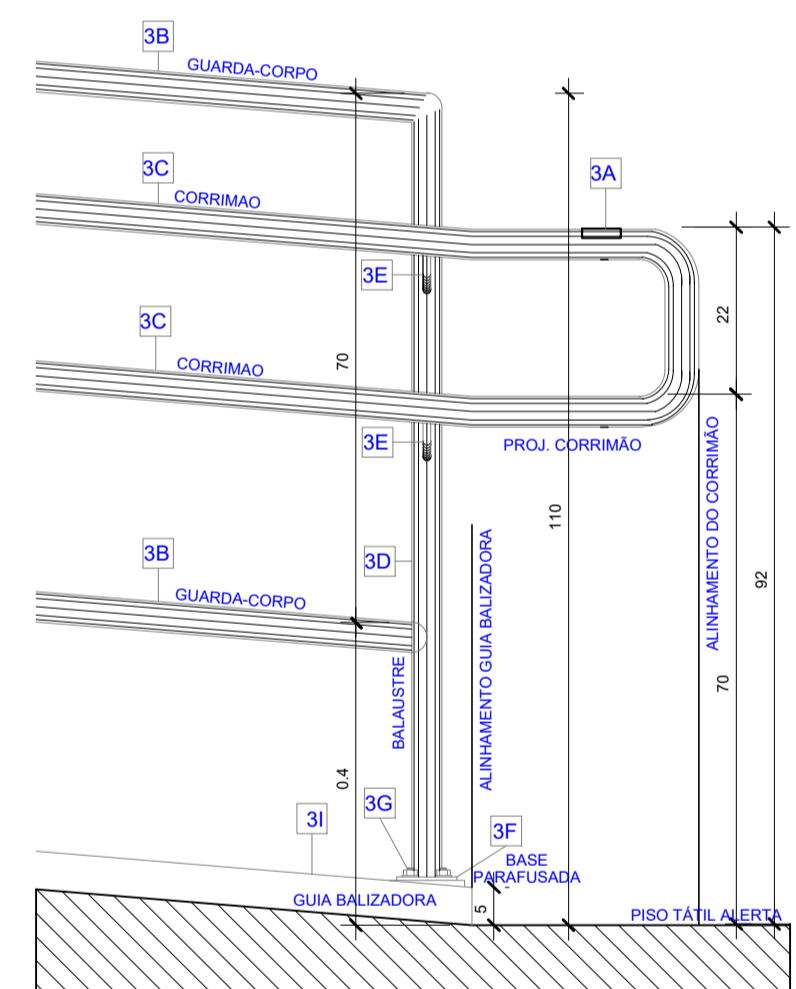 3B
GUARDA-CORPO
3C
CORRIMAO
3A
3E
22
3C
CORRIMAO
70
3E
PROJ. CORRIMÃO
110
ALINHAMENTO DO CORRIMÃO
3B
GUARDA-CORPO
3D
ALINHAMENTO GUIA BALIZADORA
92
BALAUSTRE
70
0.4
3G
3I
3F
BASE
PARAFUSADA
GUIA BALIZADORA
5
PISO TÁTIL ALERTA